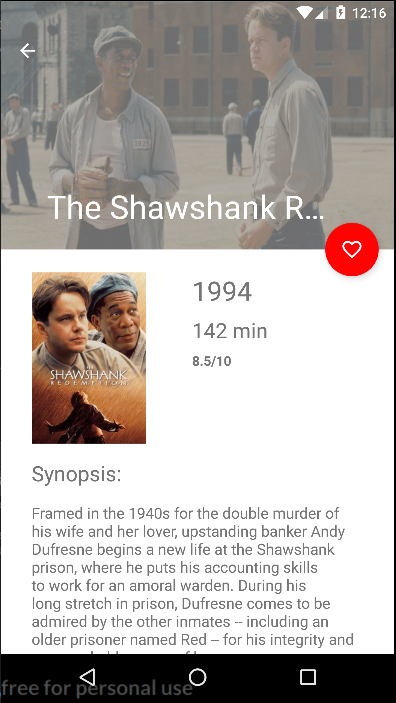 12:16
The Shawshank R...
1994
142 min
8.5/10
SHAWSHANK
REDEMPTION
Synopsis:
Framed in the 1940s for the double murder of
his wife and her lover, upstanding banker Andy
Dufresne begins a new life at the Shawshank
prison, where he puts his accounting skills
to work for an amoral warden. During his
long stretch in prison, Dufresne comes to be
admired by the other inmates -- including an
older prisoner named Red -- for his integrity and
free for personal use